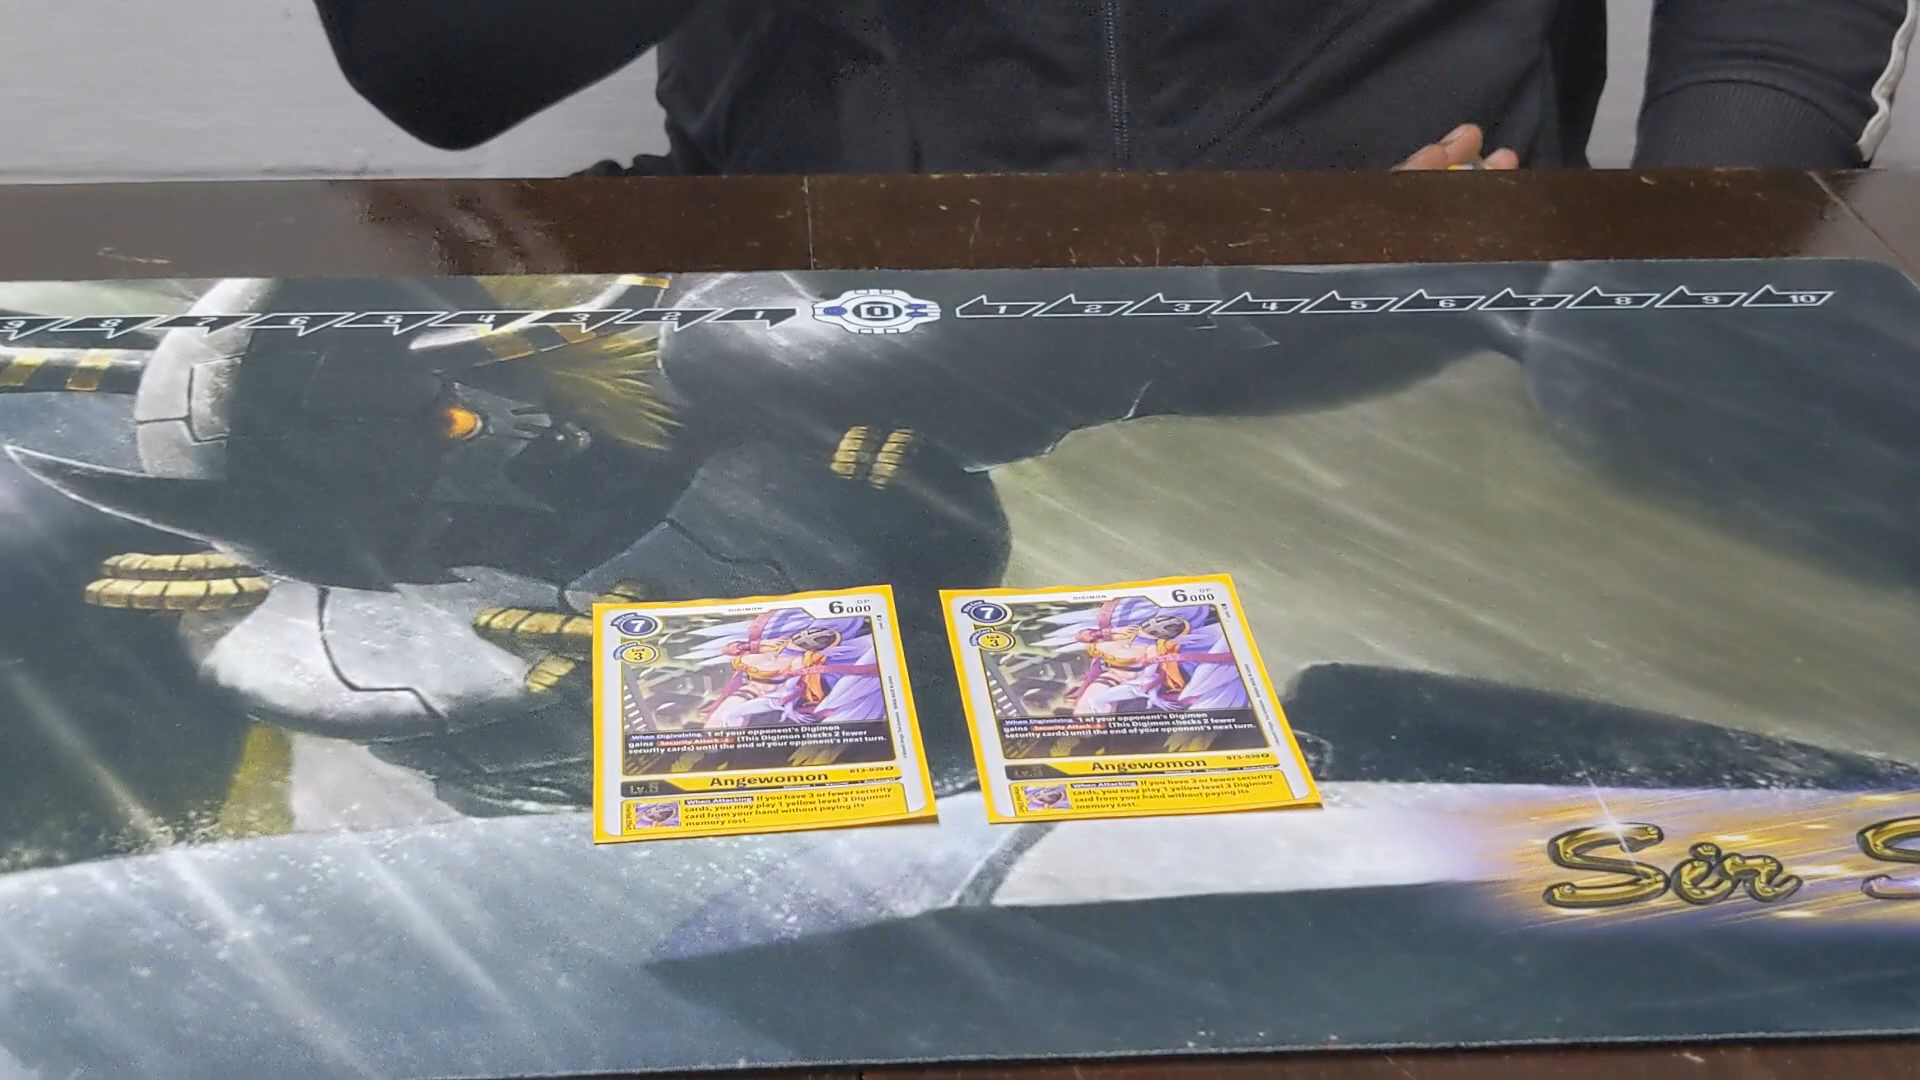 9 8 7 6 5 4 3 2 1 0 1 2 3 4 5 6 7 8 9 10
7
DIGIMON
DP
6000
3
When Digivolving 1 of your opponent's Digimon
gains Security Attack -2 (This Digimon checks 2 fewer
security cards) until the end of your opponent's next turn.
BT3-039 R
Angewomon
Lv.5
When Attacking If you have 3 or fewer security
cards, you may play 1 yellow level 3 Digimon
card from your hand without paying its
memory cost.
7
DIGIMON
DP
6000
3
When Digivolving 1 of your opponent's Digimon
gains Security Attack -2 (This Digimon checks 2 fewer
security cards) until the end of your opponent's next turn.
BT3-039 R
Angewomon
When Attacking If you have 3 or fewer security
cards, you may play 1 yellow level 3 Digimon
card from your hand without paying its
memory cost.
Sir S